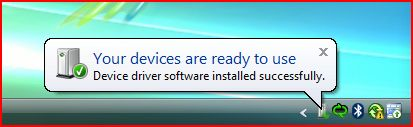 Your devices are ready to use
Device driver software installed successfully.